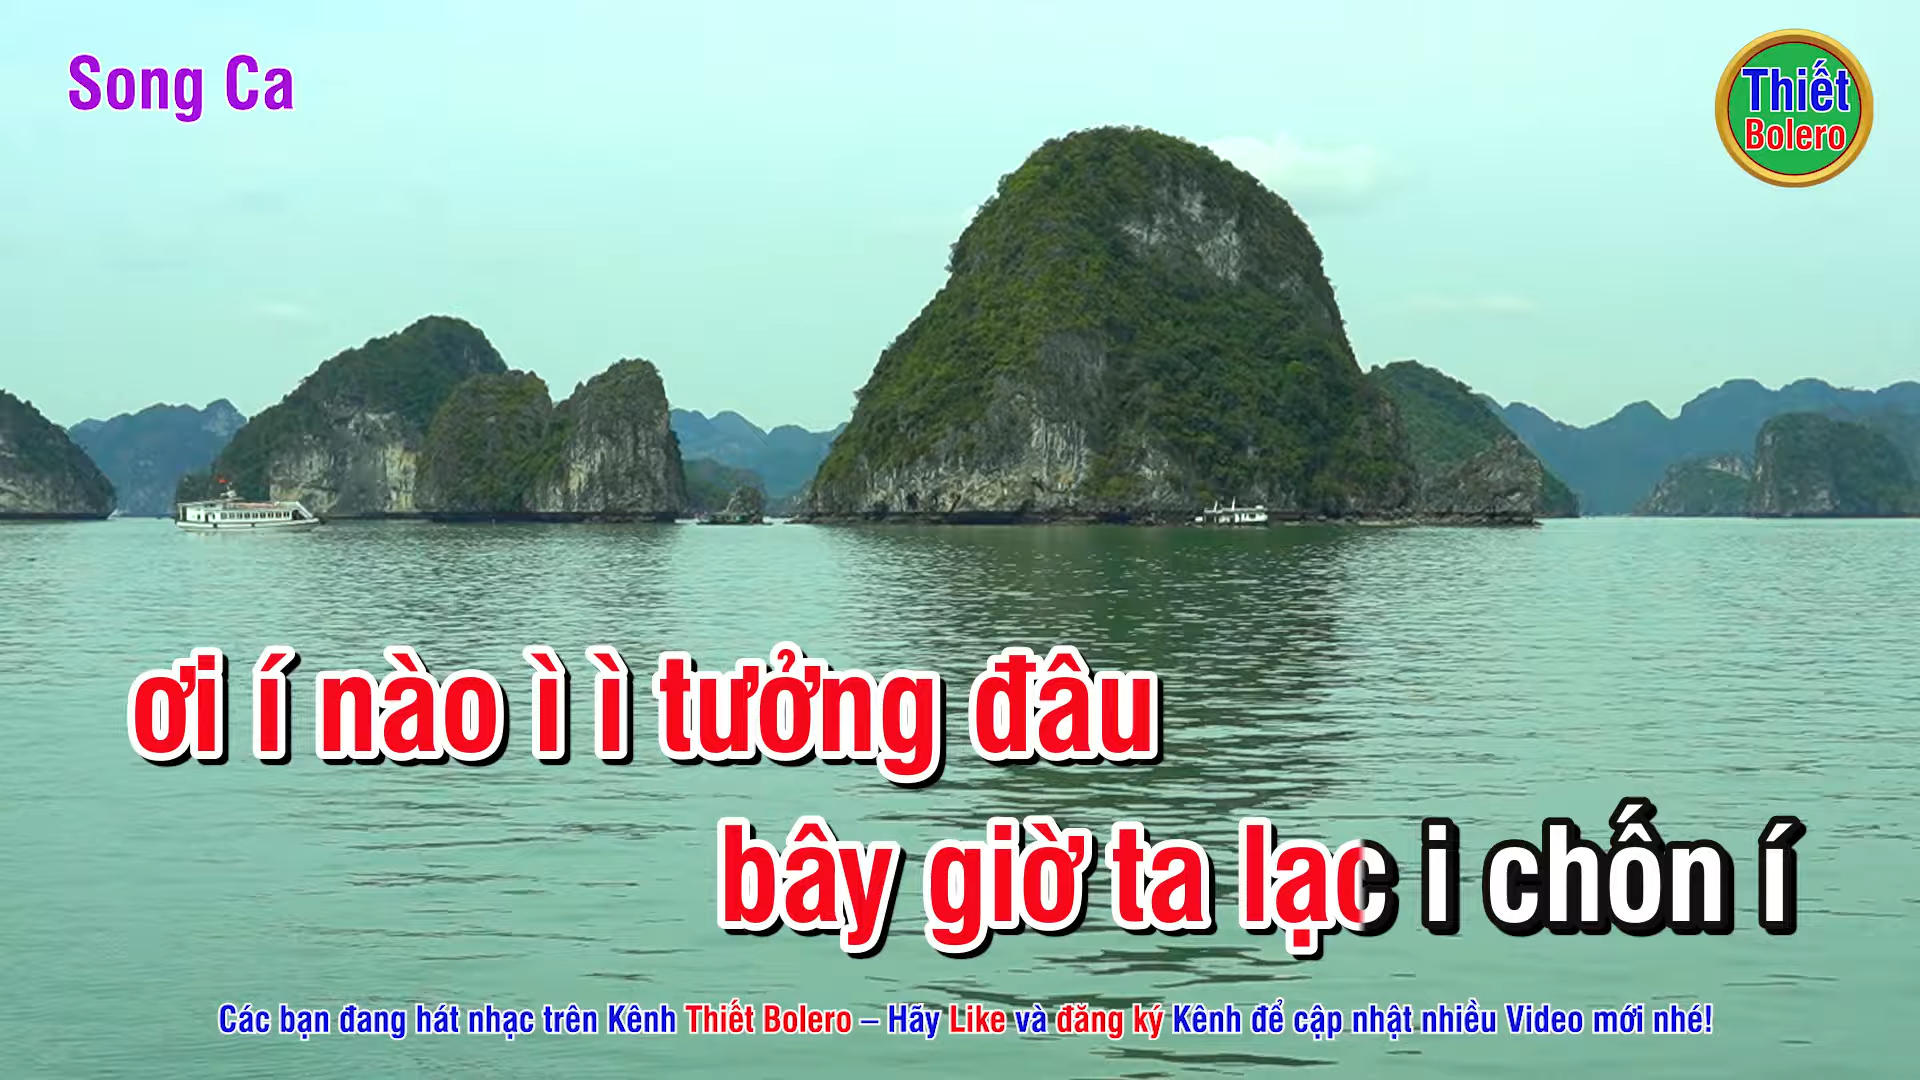 Song Ca
Thiết
Bolero
ơi í nào ì ì tưởng đâu
bây giờ ta lạc i chốn í
Các bạn đang hát nhạc trên Kênh Thiết Bolero – Hãy Like và đăng ký Kênh để cập nhật nhiều Video mới nhé!